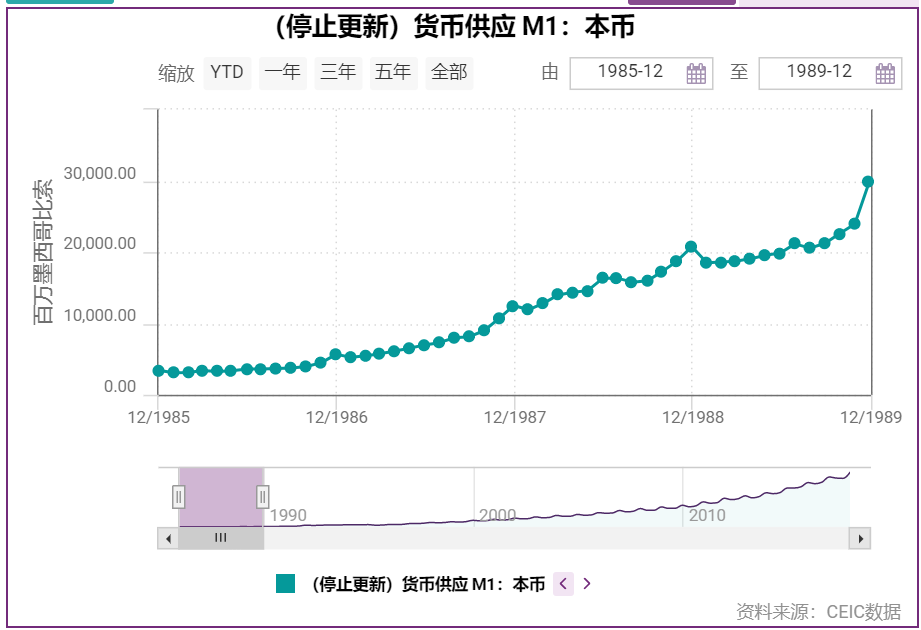 （停止更新）货币供应 M1：本币
缩放 YTD 一年 三年 五年 全部 由 1985-12 至 1989-12
百万墨西哥比索
30,000.00
20,000.00
10,000.00
0.00
12/1985 12/1986 12/1987 12/1988 12/1989
1990 2000 2010
（停止更新）货币供应 M1：本币
资料来源：CEIC数据